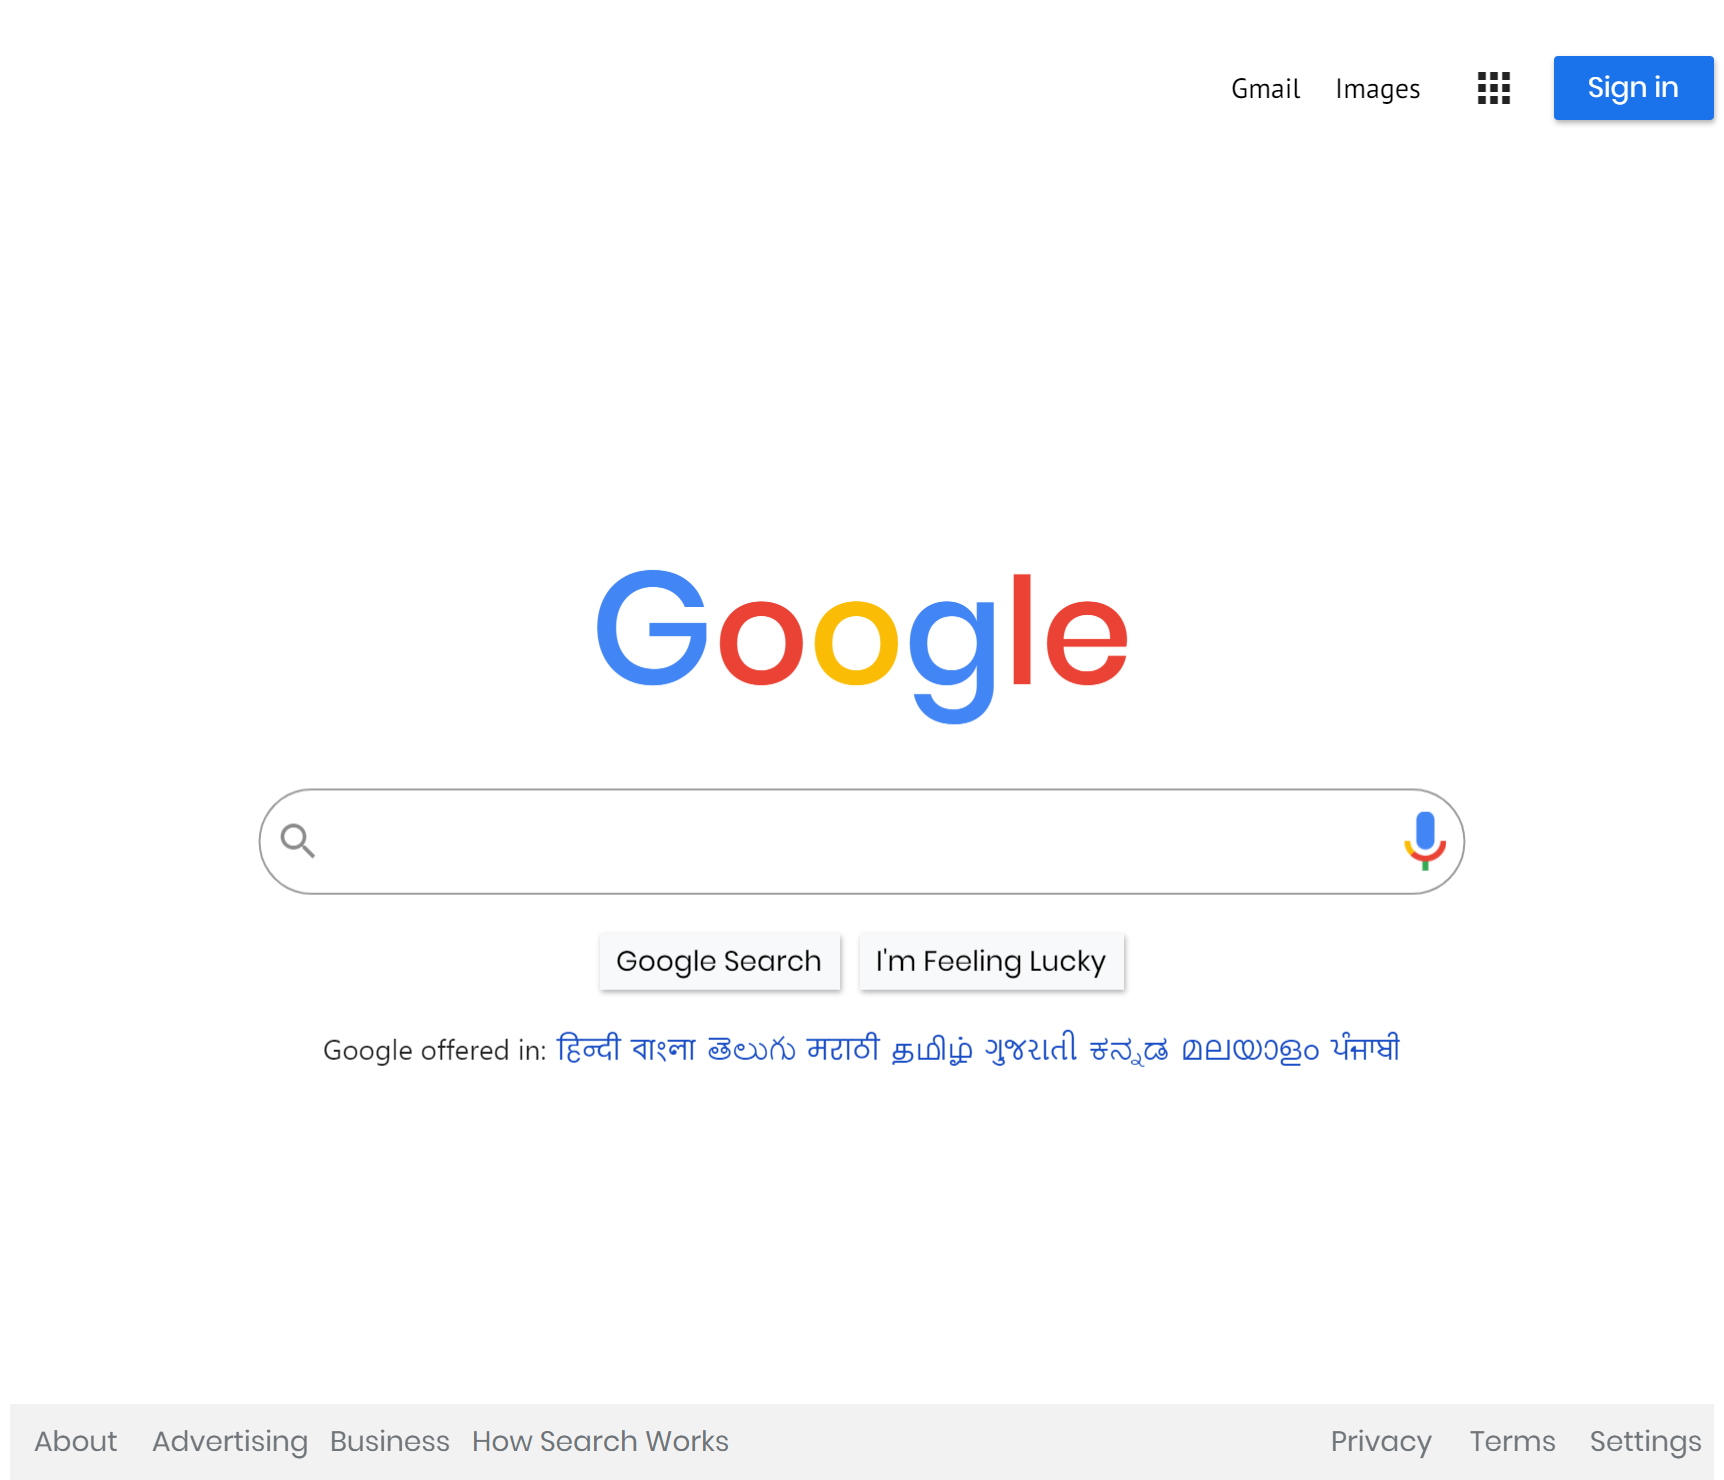 Gmail Images Sign in
Google
Google Search I'm Feeling Lucky
Google offered in: हिन्दी বাংলা తెలుగు मराठी தமிழ் ગુજરાતી ಕನ್ನಡ മലയാളം ਪੰਜਾਬੀ
About Advertising Business How Search Works Privacy Terms Settings